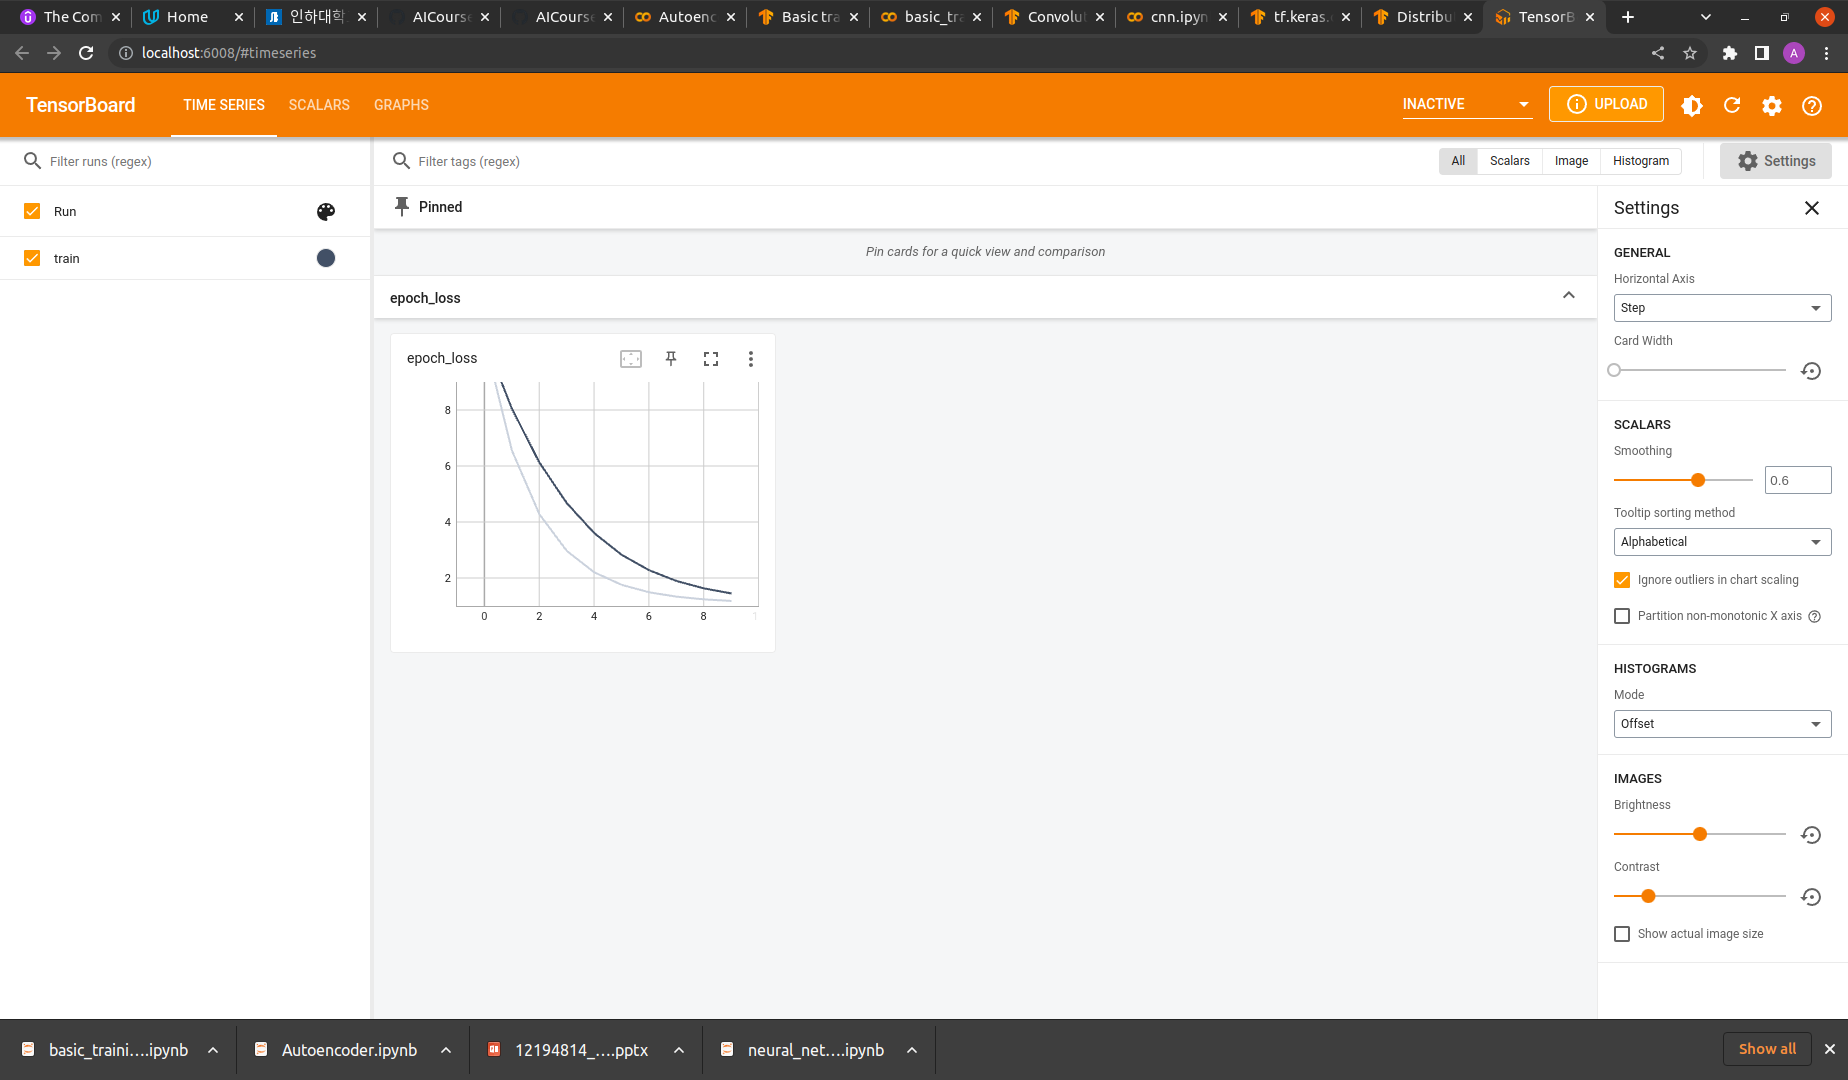 The Com
Home
인하대학
AICourse
AICourse
Autoenc
Basic tra
basic_tra
Convolut
cnn.ipyn
tf.keras.
Distribu
TensorB
localhost:6008/#timeseries
A
TensorBoard
TIME SERIES
SCALARS
GRAPHS
INACTIVE
UPLOAD
Filter runs (regex)
Filter tags (regex)
All
Scalars
Image
Histogram
Settings
Run
train
Pinned
Pin cards for a quick view and comparison
epoch_loss
epoch_loss
8
6
4
2
0 2 4 6 8 1
Settings
GENERAL
Horizontal Axis
Step
Card Width
SCALARS
Smoothing
0.6
Tooltip sorting method
Alphabetical
Ignore outliers in chart scaling
Partition non-monotonic X axis
HISTOGRAMS
Mode
Offset
IMAGES
Brightness
Contrast
Show actual image size
basic_traini....ipynb
Autoencoder.ipynb
12194814_....pptx
neural_net....ipynb
Show all